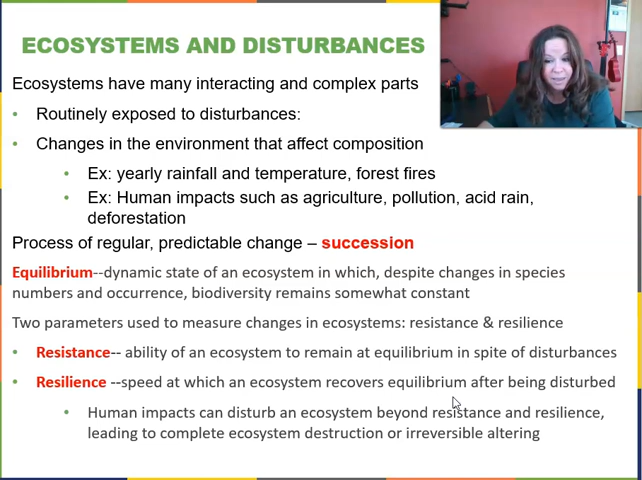 ECOSYSTEMS AND DISTURBANCES
Ecosystems have many interacting and complex parts
• Routinely exposed to disturbances:
• Changes in the environment that affect composition
• Ex: yearly rainfall and temperature, forest fires
• Ex: Human impacts such as agriculture, pollution, acid rain,
deforestation
Process of regular, predictable change – succession
Equilibrium--dynamic state of an ecosystem in which, despite changes in species
numbers and occurrence, biodiversity remains somewhat constant
Two parameters used to measure changes in ecosystems: resistance & resilience
• Resistance-- ability of an ecosystem to remain at equilibrium in spite of disturbances
• Resilience --speed at which an ecosystem recovers equilibrium after being disturbed
• Human impacts can disturb an ecosystem beyond resistance and resilience,
leading to complete ecosystem destruction or irreversible altering